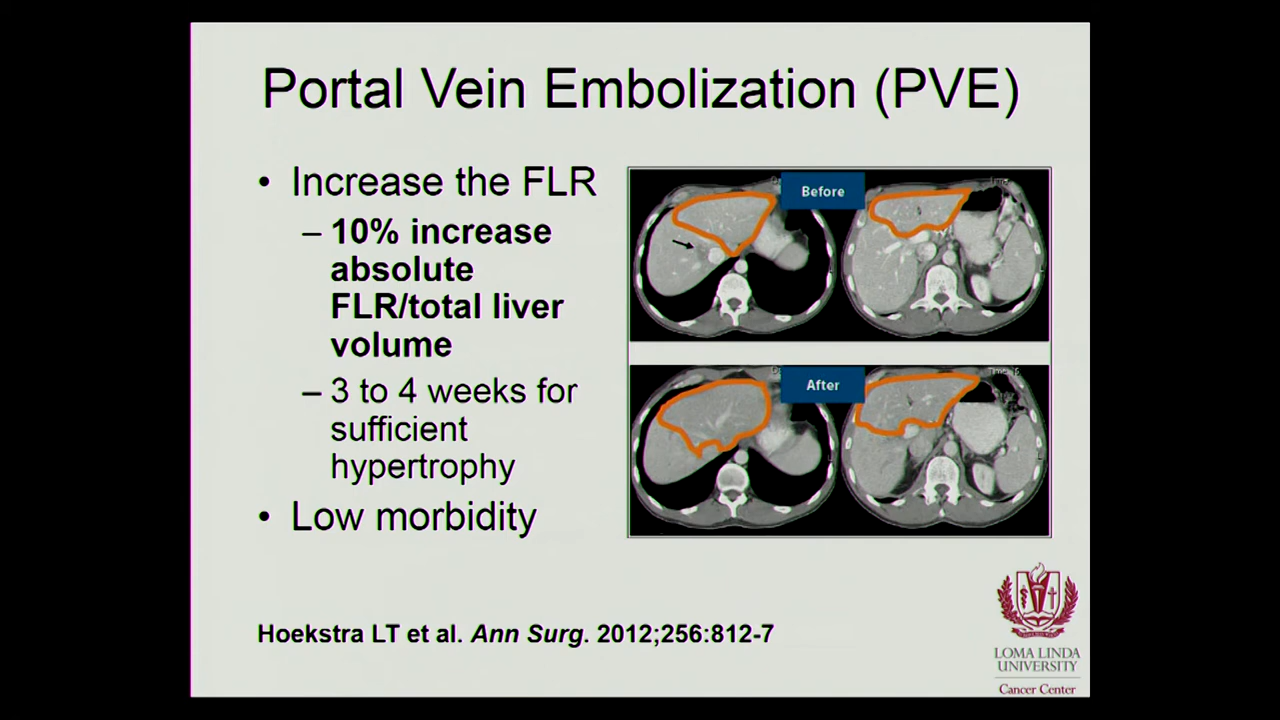 Portal Vein Embolization (PVE)
• Increase the FLR
– 10% increase
absolute
FLR/total liver
volume
– 3 to 4 weeks for
sufficient
hypertrophy
• Low morbidity
Before
After
Hoekstra LT et al. Ann Surg. 2012;256:812-7
LOMA LINDA
UNIVERSITY
Cancer Center